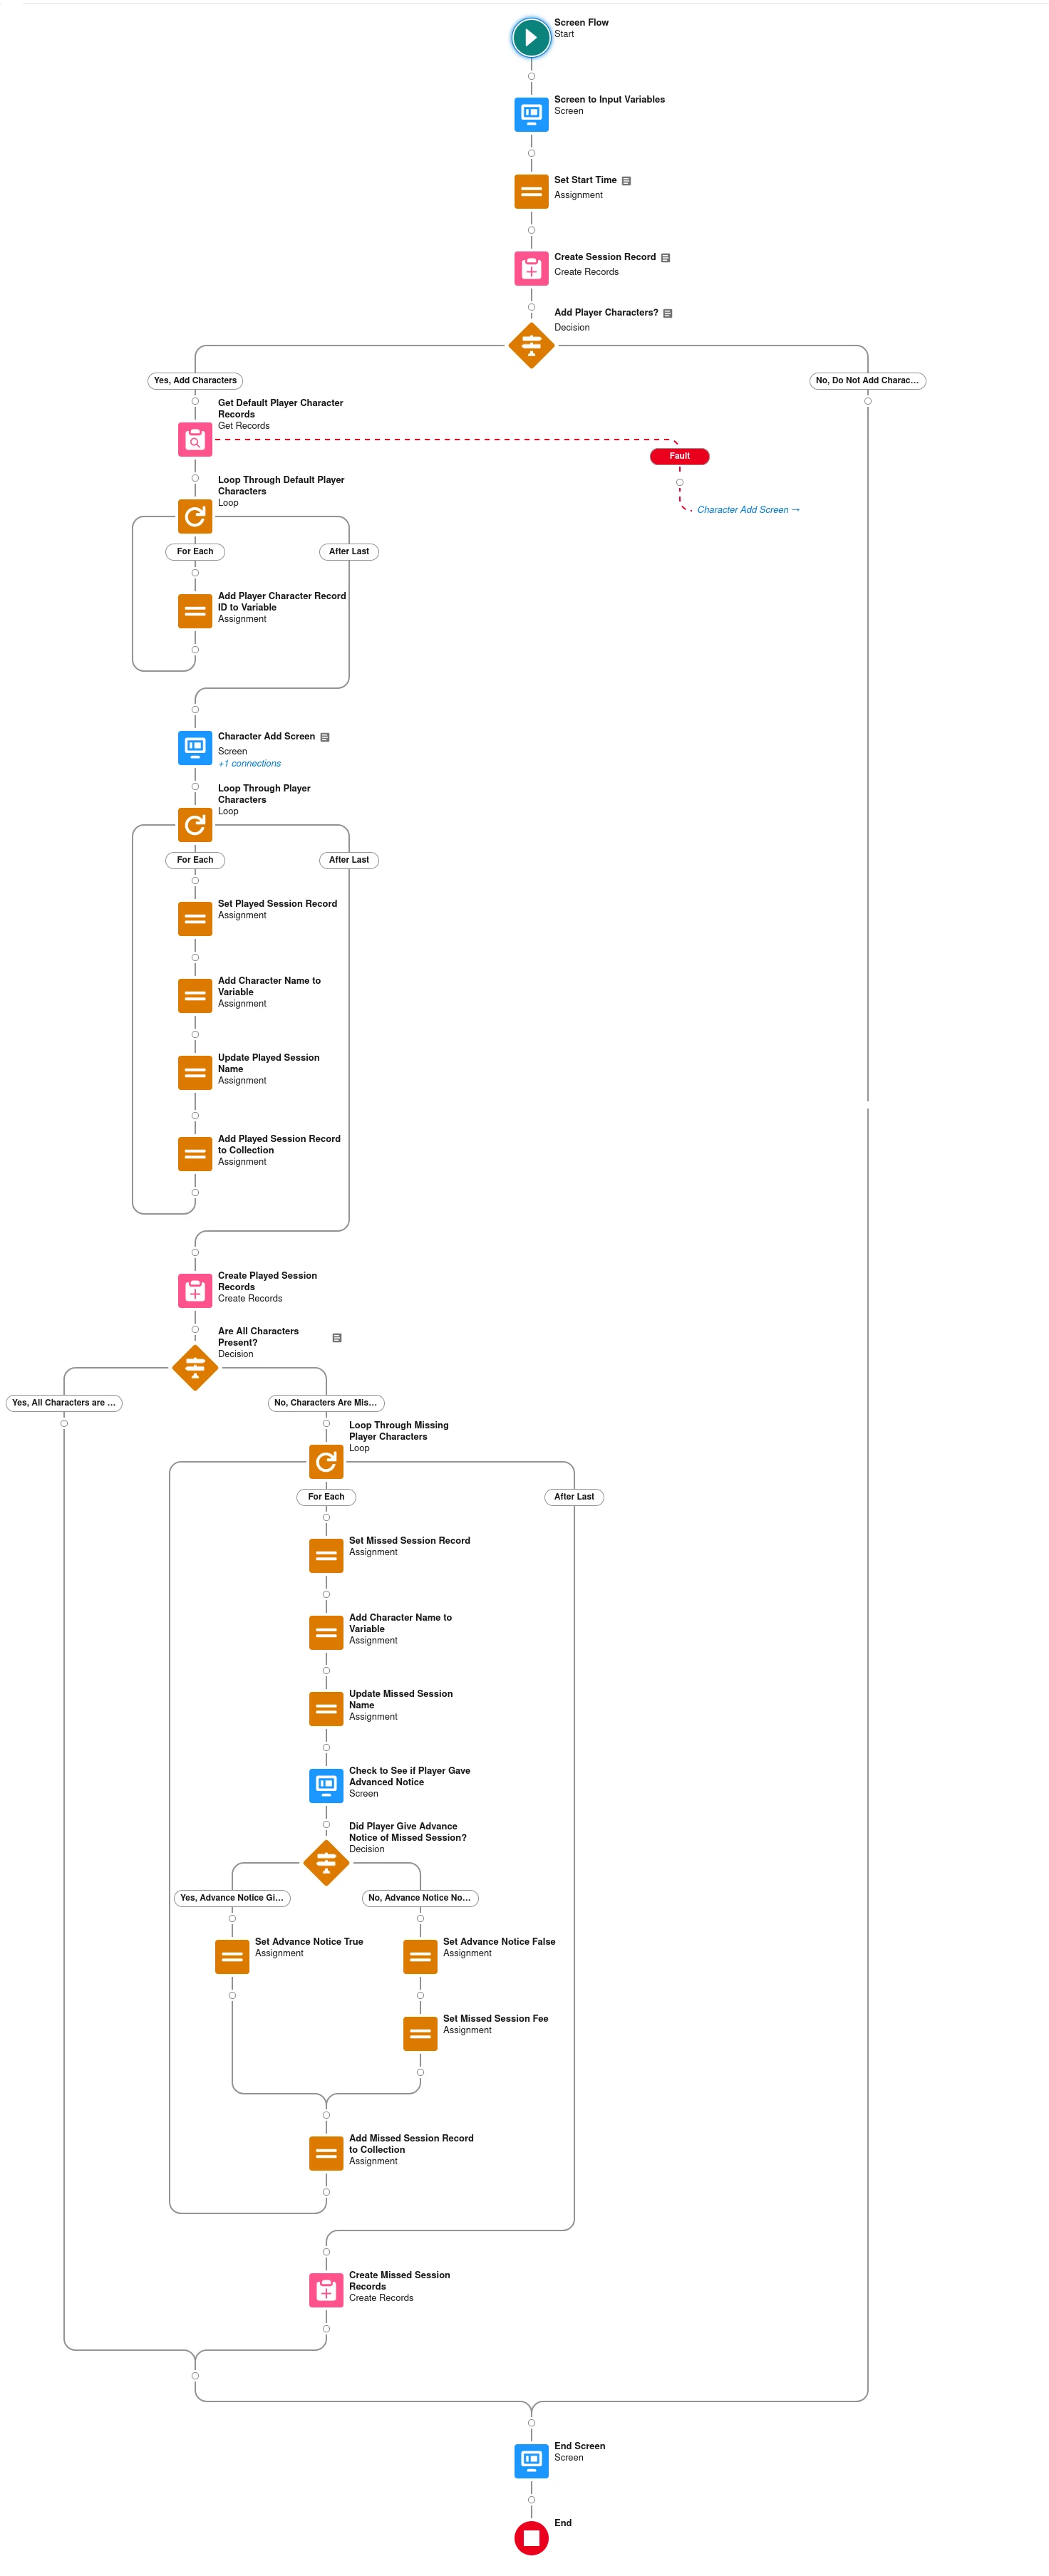 Screen Flow
Start
Screen to Input Variables
Screen
Set Start Time
Assignment
Create Session Record
Create Records
Add Player Characters?
Decision
Yes, Add Characters
No, Do Not Add Charac...
Get Default Player Character
Records
Get Records
Fault
Character Add Screen →
Loop Through Default Player
Characters
Loop
For Each
After Last
Add Player Character Record
ID to Variable
Assignment
Character Add Screen
Screen
+1 connections
Loop Through Player
Characters
Loop
For Each
After Last
Set Played Session Record
Assignment
Add Character Name to
Variable
Assignment
Update Played Session
Name
Assignment
Add Played Session Record
to Collection
Assignment
Create Played Session
Records
Create Records
Are All Characters
Present?
Decision
Yes, All Characters are ...
No, Characters Are Mis...
Loop Through Missing
Player Characters
Loop
For Each
After Last
Set Missed Session Record
Assignment
Add Character Name to
Variable
Assignment
Update Missed Session
Name
Assignment
Check to See if Player Gave
Advanced Notice
Screen
Did Player Give Advance
Notice of Missed Session?
Decision
Yes, Advance Notice Gi...
No, Advance Notice No...
Set Advance Notice True
Assignment
Set Advance Notice False
Assignment
Set Missed Session Fee
Assignment
Add Missed Session Record
to Collection
Assignment
Create Missed Session
Records
Create Records
End Screen
Screen
End